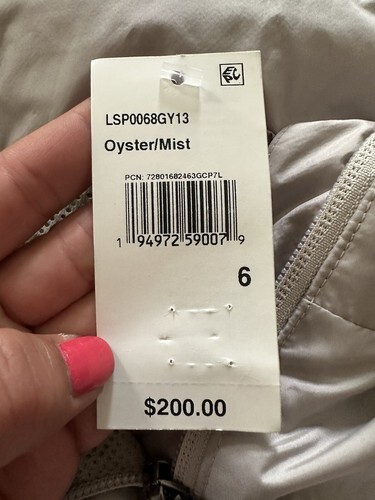 LSP0068GY13
Oyster/Mist
PCN: 72801682463GCP7L
1 94972 59007 9
6
$200.00